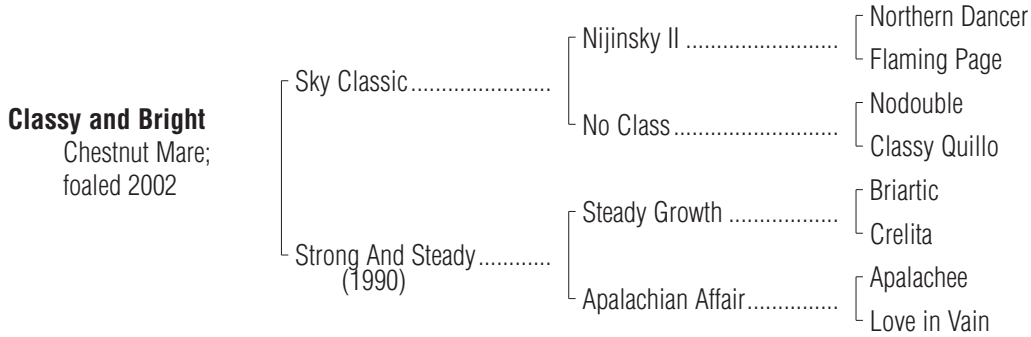 Classy and Bright
Chestnut Mare;
foaled 2002
Sky Classic......................
Strong And Steady............
(1990)
Nijinsky II .........................
No Class...........................
Steady Growth ..................
Apalachian Affair...............
Northern Dancer
Flaming Page
Nodouble
Classy Quillo
Briartic
Crelita
Apalachee
Love in Vain